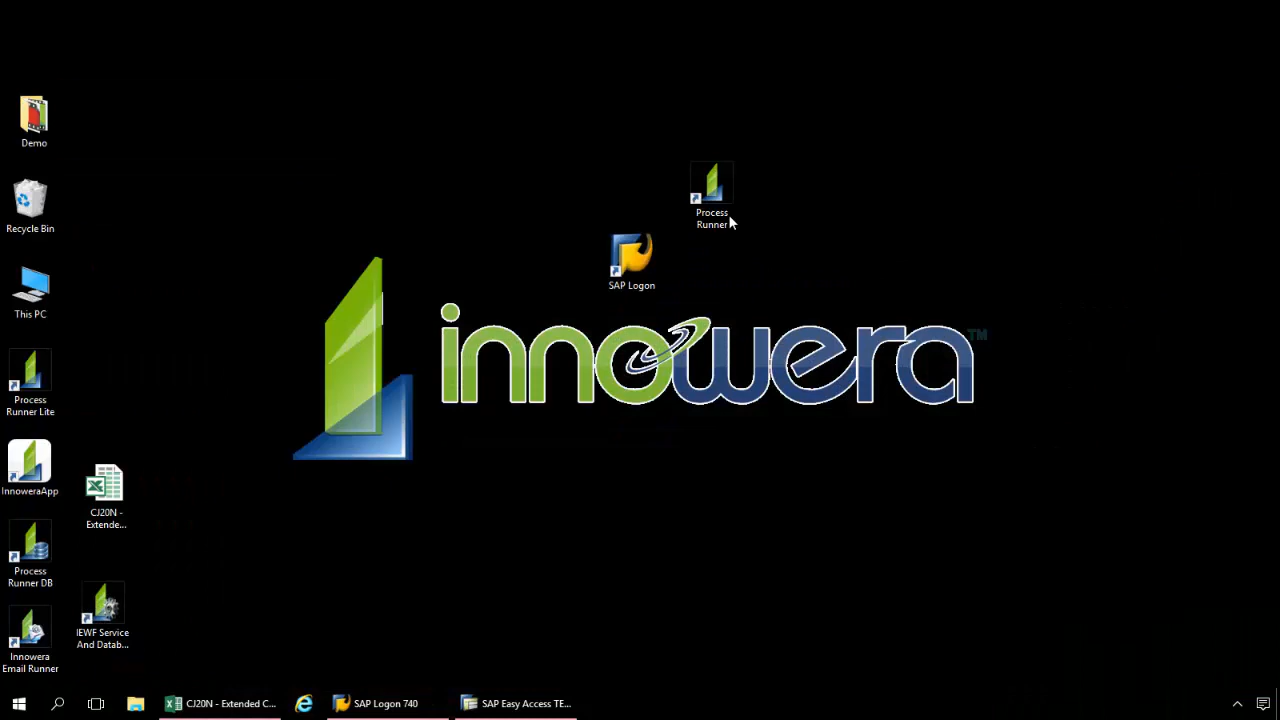 Demo
Recycle Bin
This PC
Process
Runner Lite
InnoweraApp
Process
Runner DB
Innowera
Email Runner
CJ20N -
Extende...
IEWF Service
And Datab...
Process
Runner
SAP Logon
innowera™
CJ20N - Extended C...
SAP Logon 740
SAP Easy Access TE...